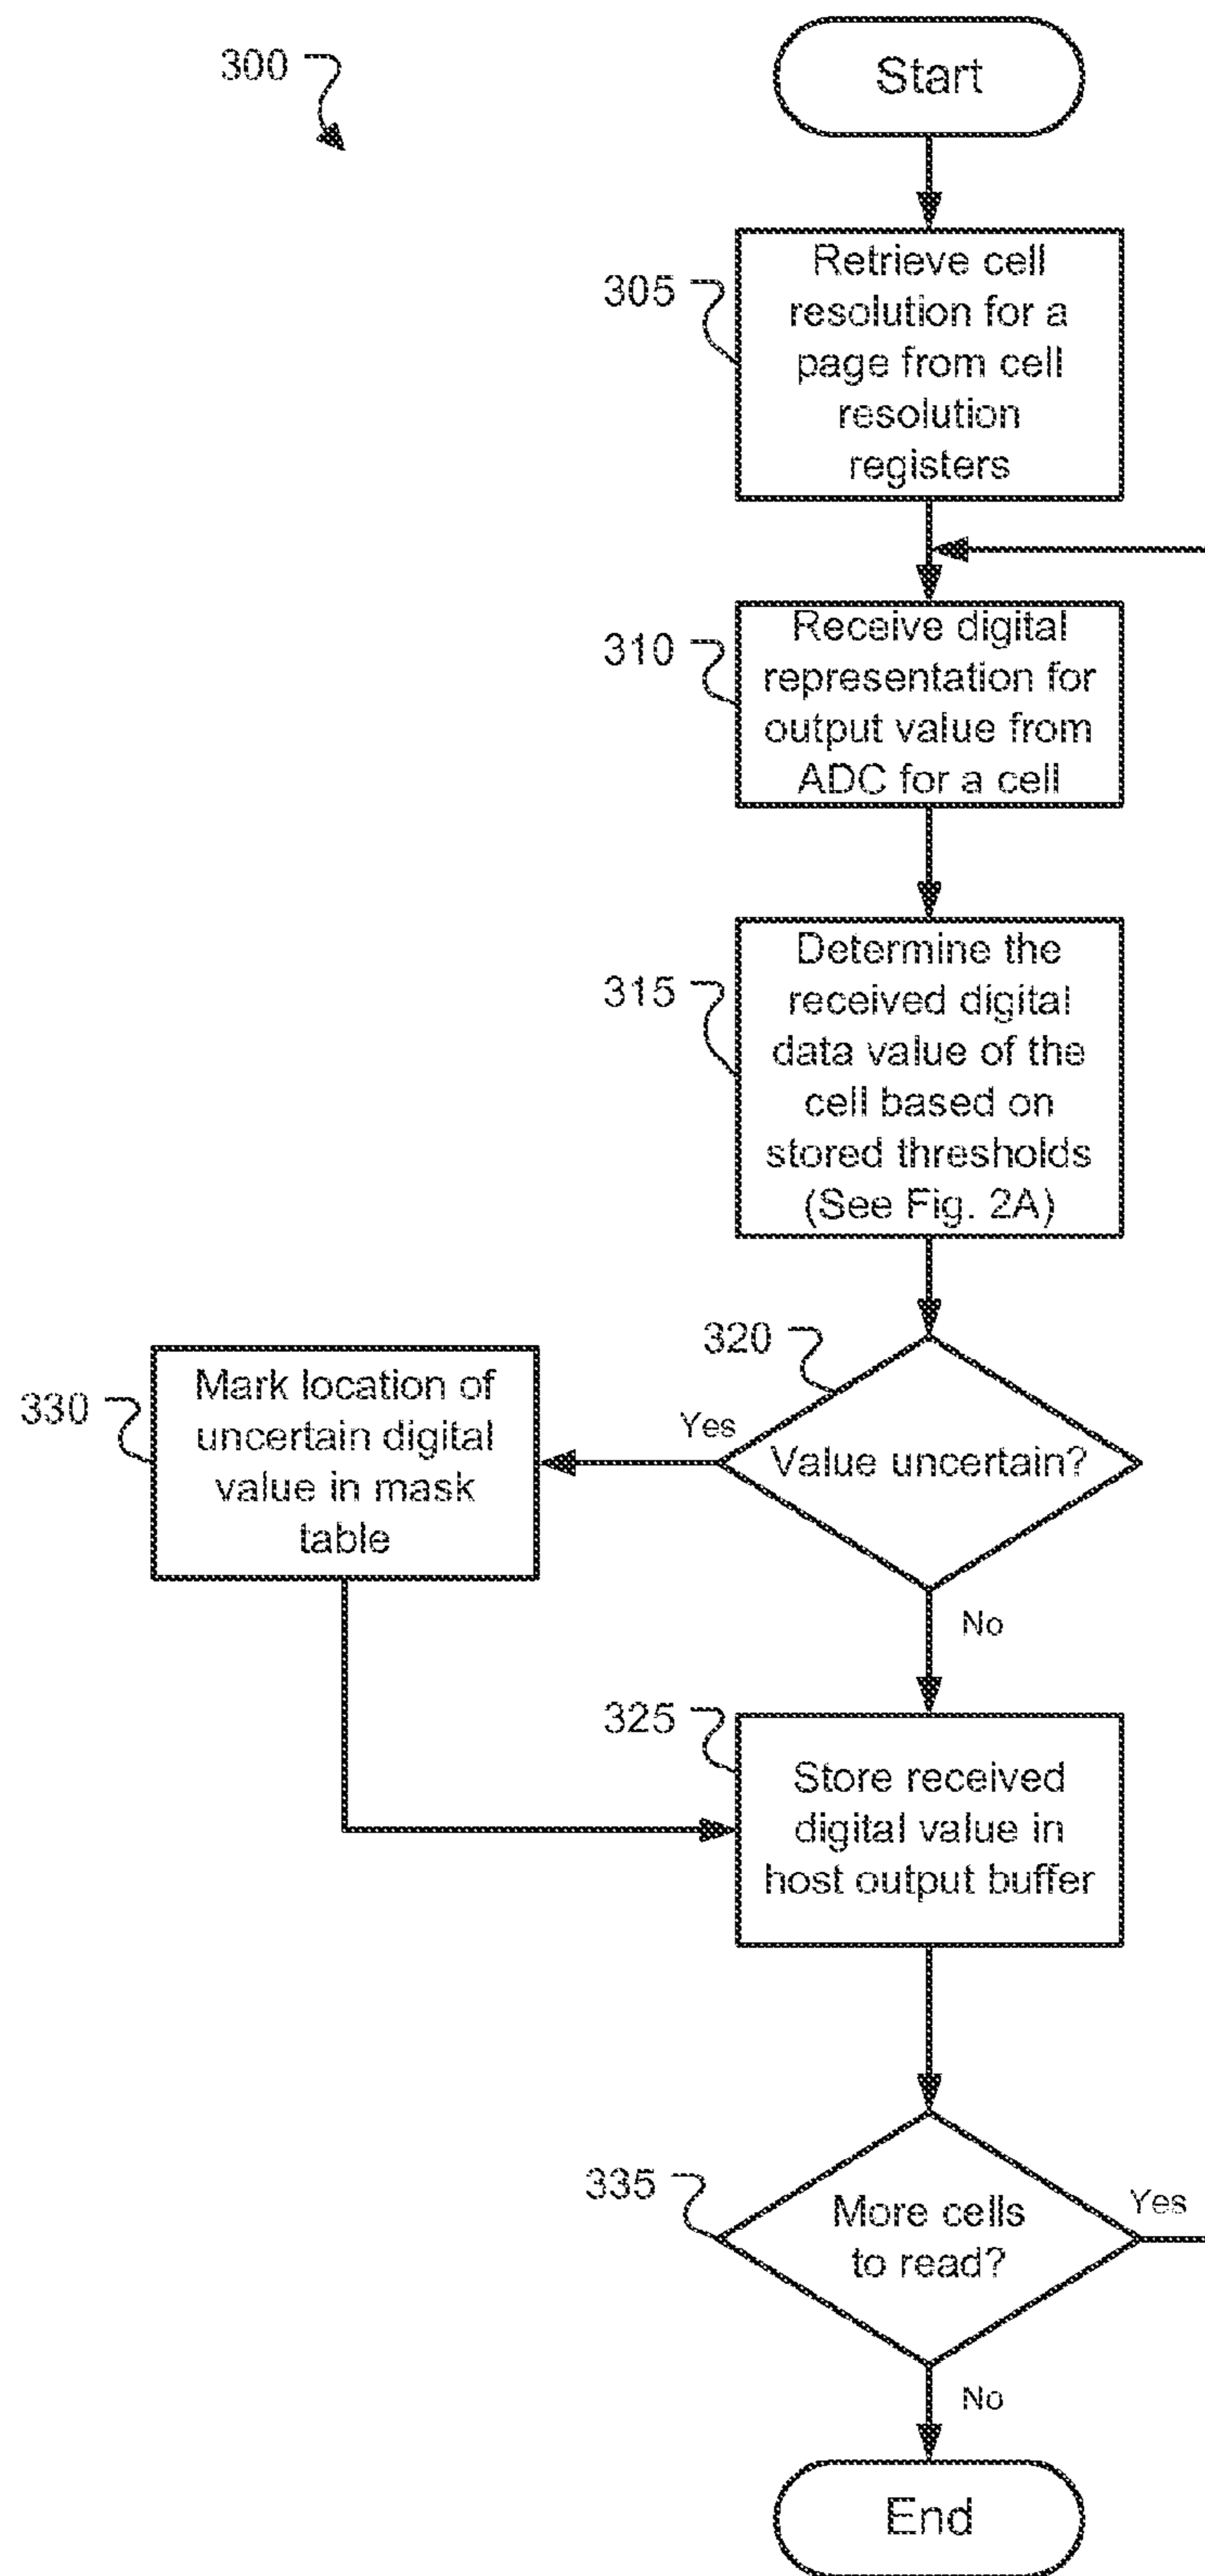 300
Start
305
Retrieve cell
resolution for a
page from cell
resolution
registers
310
Receive digital
representation for
output value from
ADC for a cell
315
Determine the
received digital
data value of the
cell based on
stored thresholds
(See Fig. 2A)
320
Value uncertain?
Yes
330
Mark location of
uncertain digital
value in mask
table
No
325
Store received
digital value in
host output buffer
335
More cells
to read?
Yes
No
End